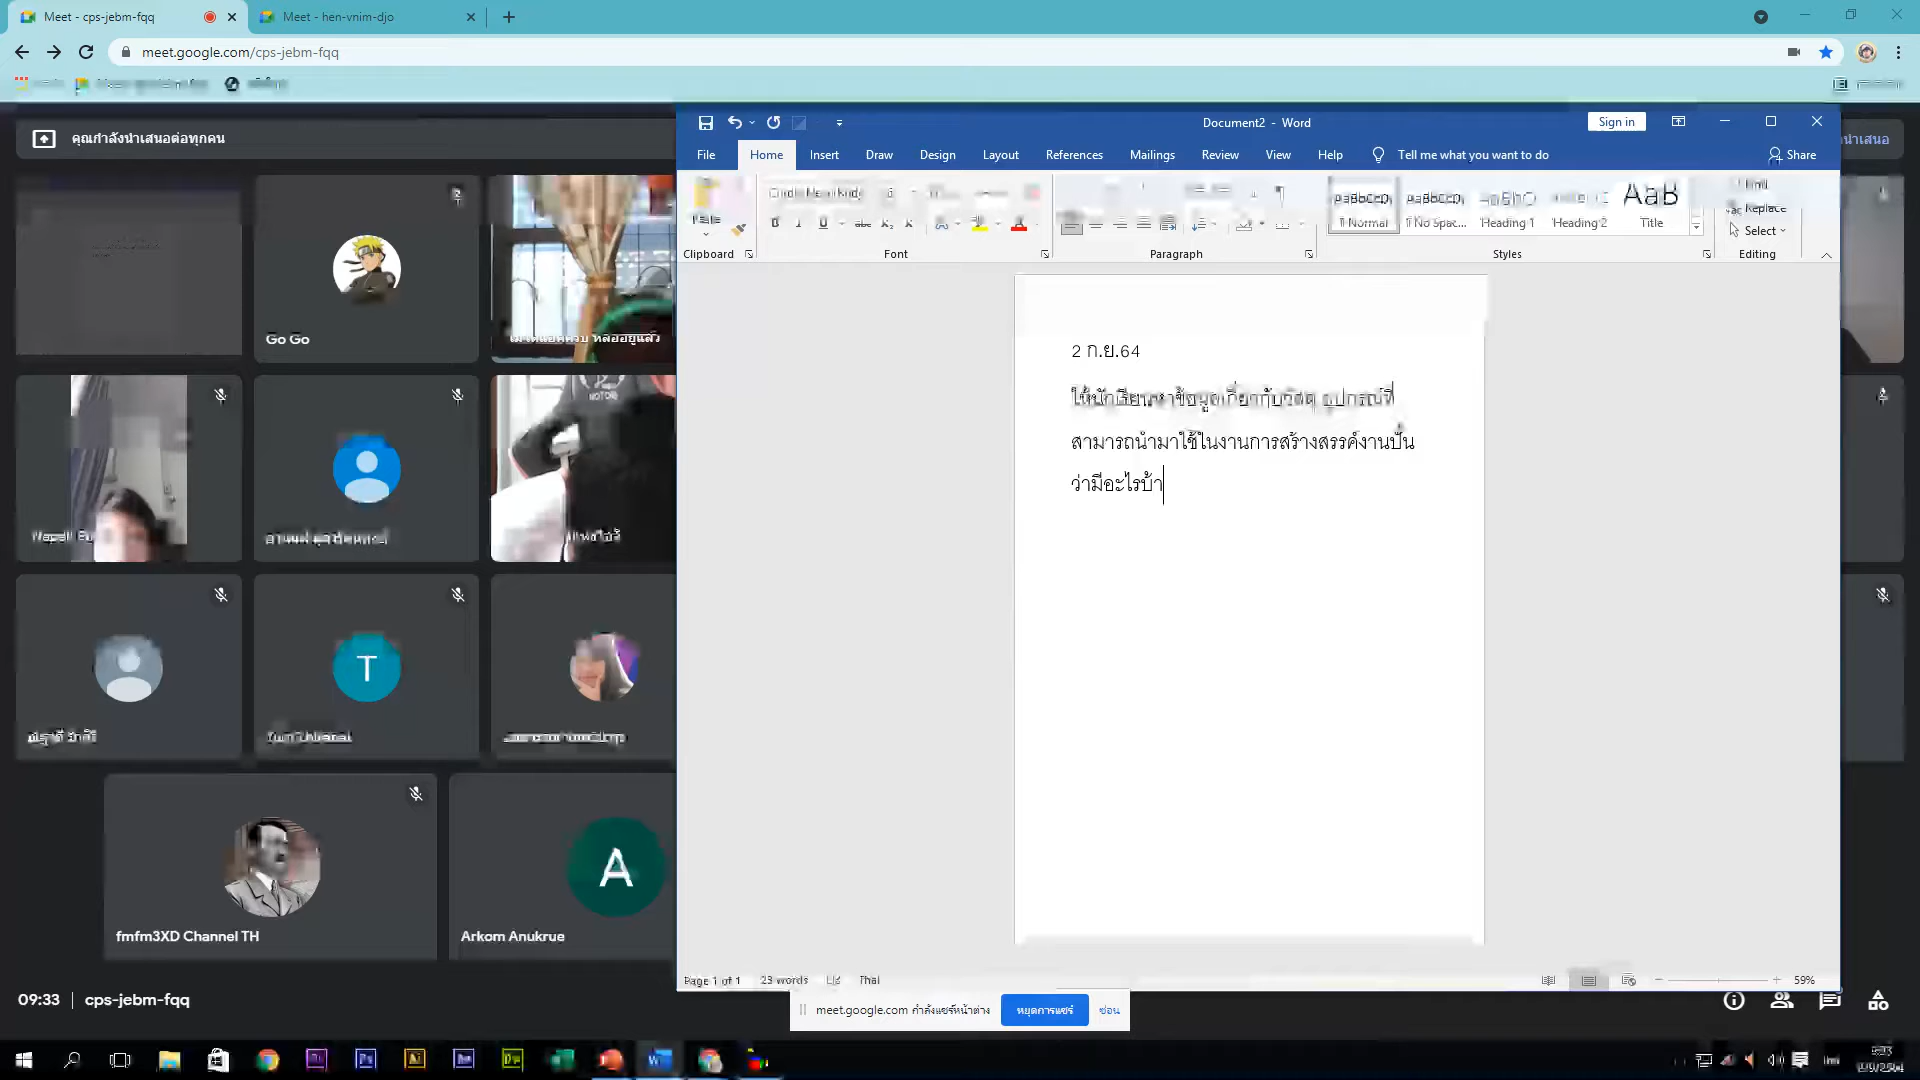 Meet - cps-jebm-fqq
Meet - hen-vnim-djo
meet.google.com/cps-jebm-fqq
คุณกำลังนำเสนอต่อทุกคน
Document2 - Word
Sign in
File Home Insert Draw Design Layout References Mailings Review View Help Tell me what you want to do Share
Normal No Spac... Heading 1 Heading 2 Title
AaB
Replace
Select
Clipboard Font Paragraph Styles Editing
Go Go
2 ก.ย.64
ให้นักเรียนหาข้อมูลเกี่ยวกับวัสดุ อุปกรณ์ที่
สามารถนำมาใช้ในงานการสร้างสรรค์งานปั้น
ว่ามีอะไรบ้า
T
A
fmfm3XD Channel TH
Arkom Anukrue
Page 1 of 1 23 words Thai
59%
09:33 | cps-jebm-fqq
meet.google.com กำลังแชร์หน้าต่าง
หยุดการแชร์
ซ่อน